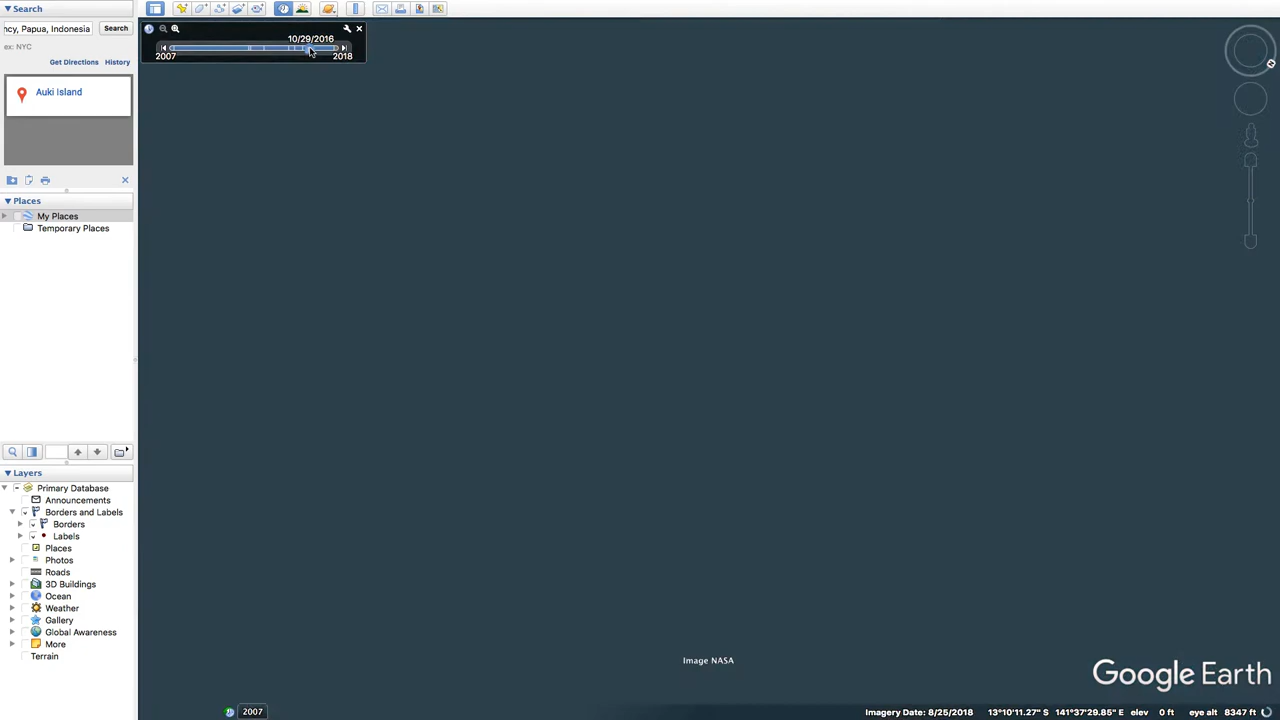 Search
ncy, Papua, Indonesia
Search
ex: NYC
Get Directions
History
Auki Island
Places
My Places
Temporary Places
Layers
Primary Database
Announcements
Borders and Labels
Borders
Labels
Places
Photos
Roads
3D Buildings
Ocean
Weather
Gallery
Global Awareness
More
Terrain
10/29/2016
2007
2018
Image NASA
Google Earth
2007
Imagery Date: 8/25/2018 13°10'11.27" S 141°37'29.85" E elev 0 ft eye alt 8347 ft